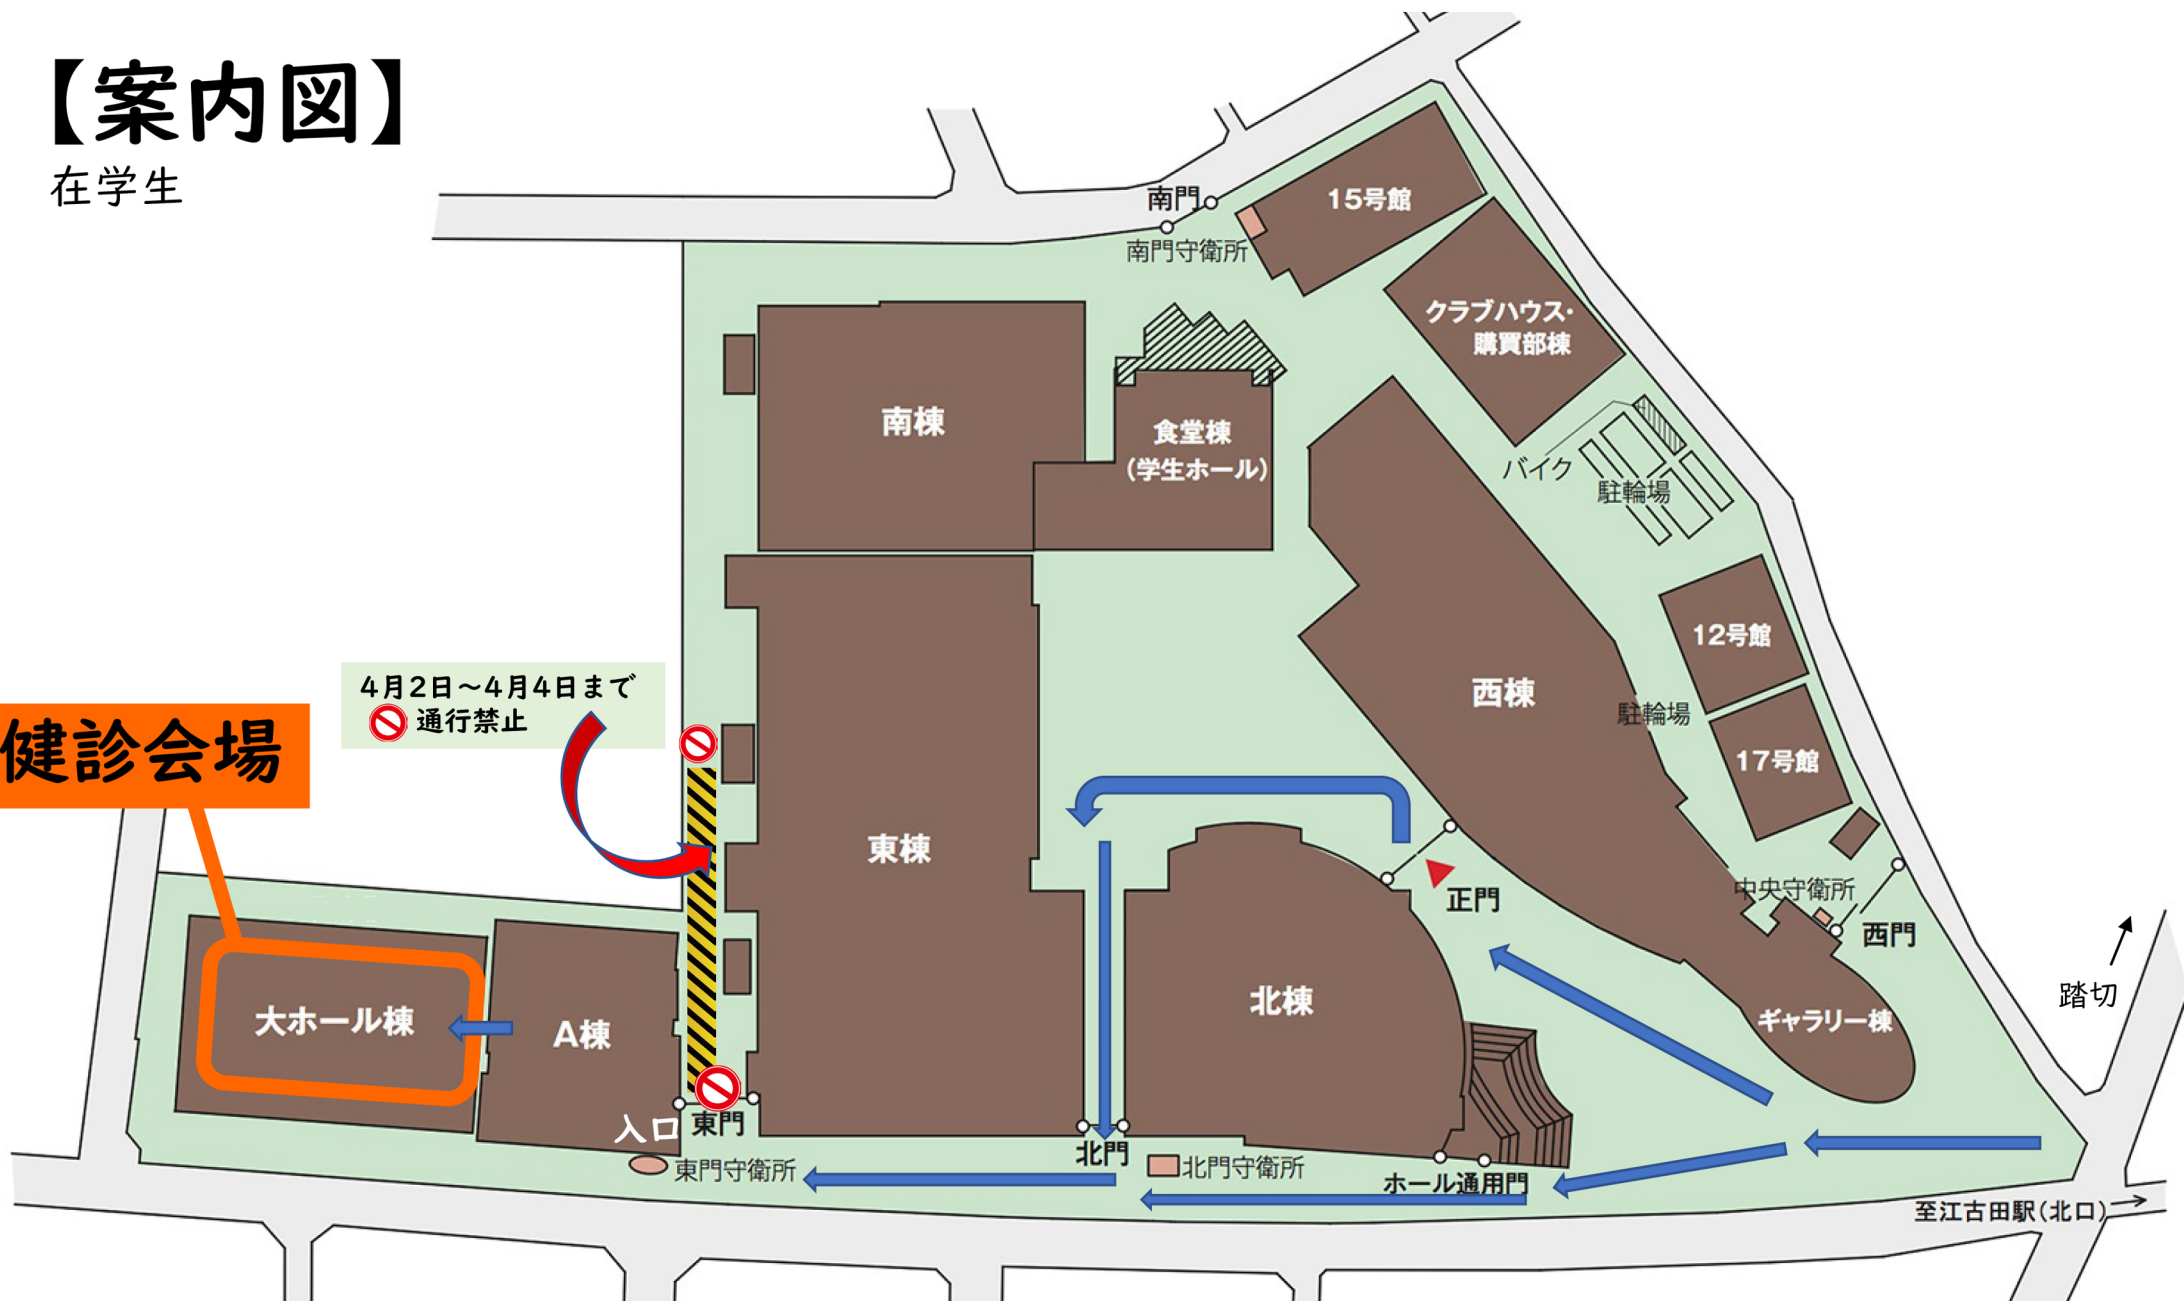 【案内図】
在学生
南門
南門守衛所
15号館
クラブハウス・
購買部棟
南棟
食堂棟
(学生ホール)
バイク
駐輪場
12号館
4月2日～4月4日まで
通行禁止
西棟
駐輪場
健診会場
17号館
東棟
中央守衛所
正門
西門
踏切
大ホール棟
A棟
北棟
ギャラリー棟
入口
東門
北門
東門守衛所
北門守衛所
ホール通用門
至江古田駅(北口)